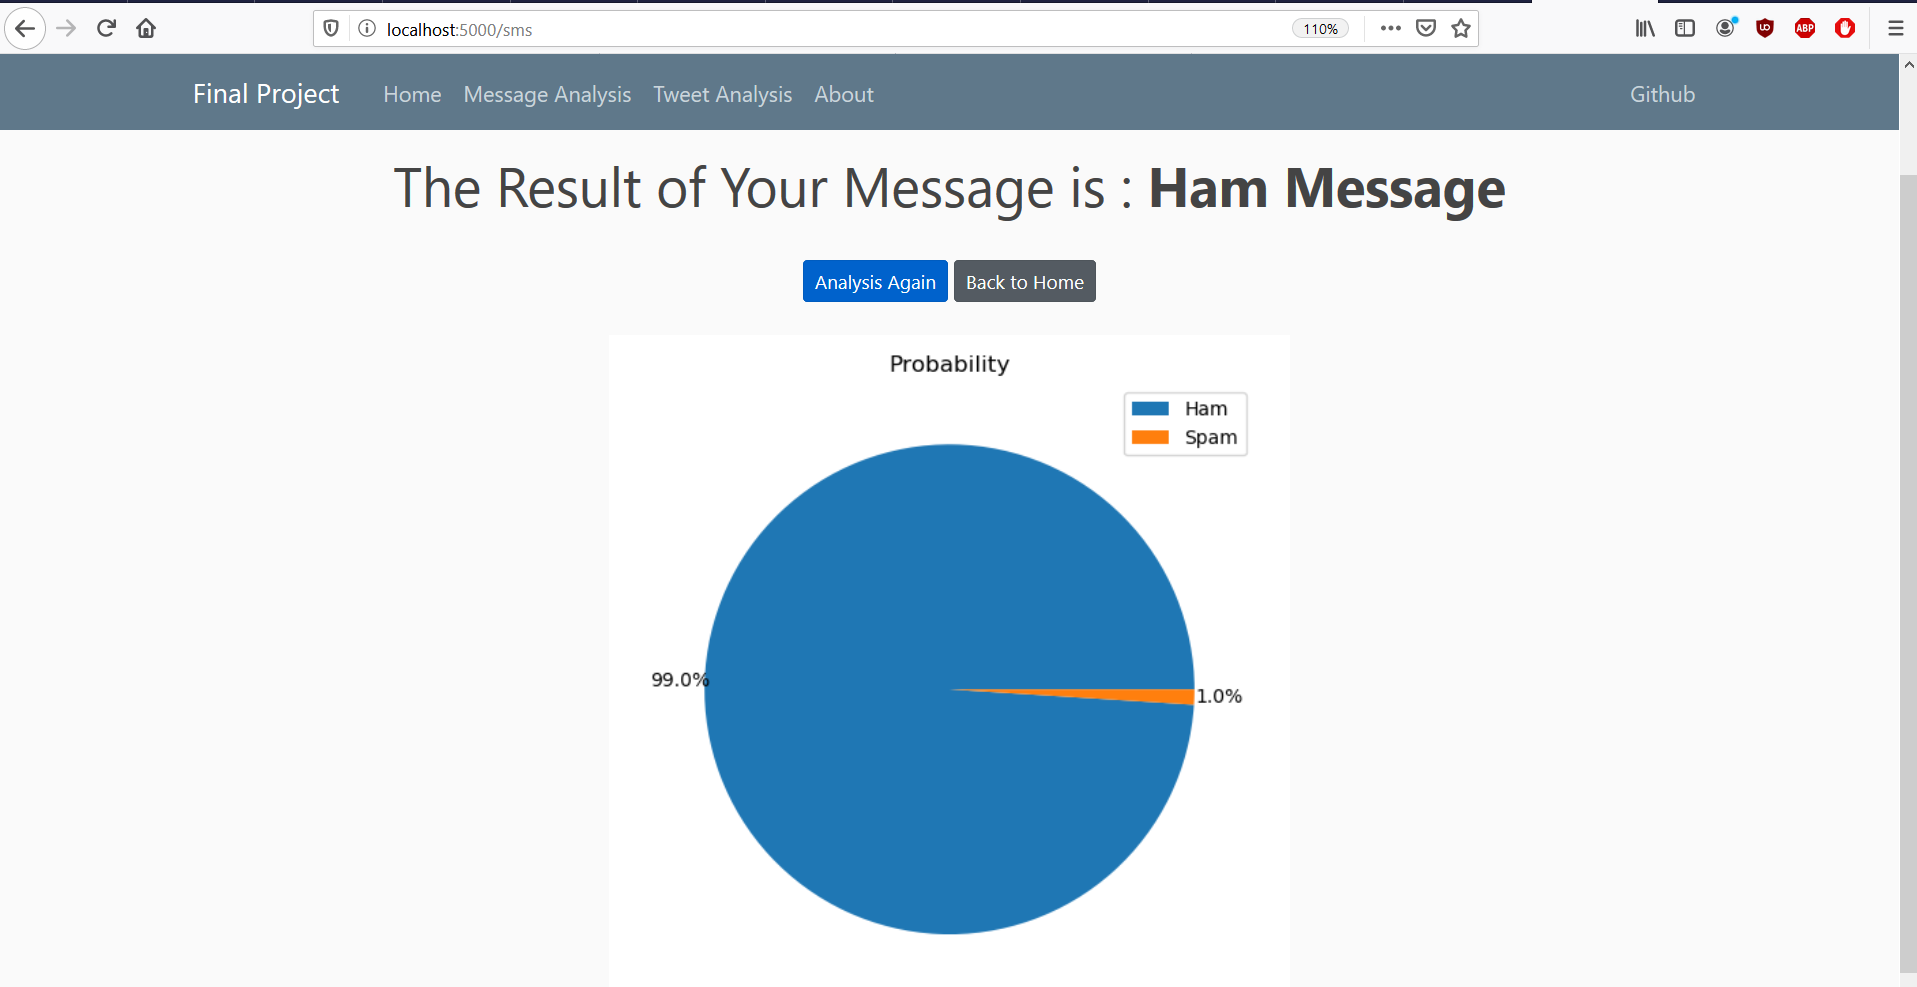 localhost:5000/sms 110% ABP
Final Project Home Message Analysis Tweet Analysis About Github
The Result of Your Message is : Ham Message
Analysis Again Back to Home
Probability
Ham
Spam
99.0%
1.0%